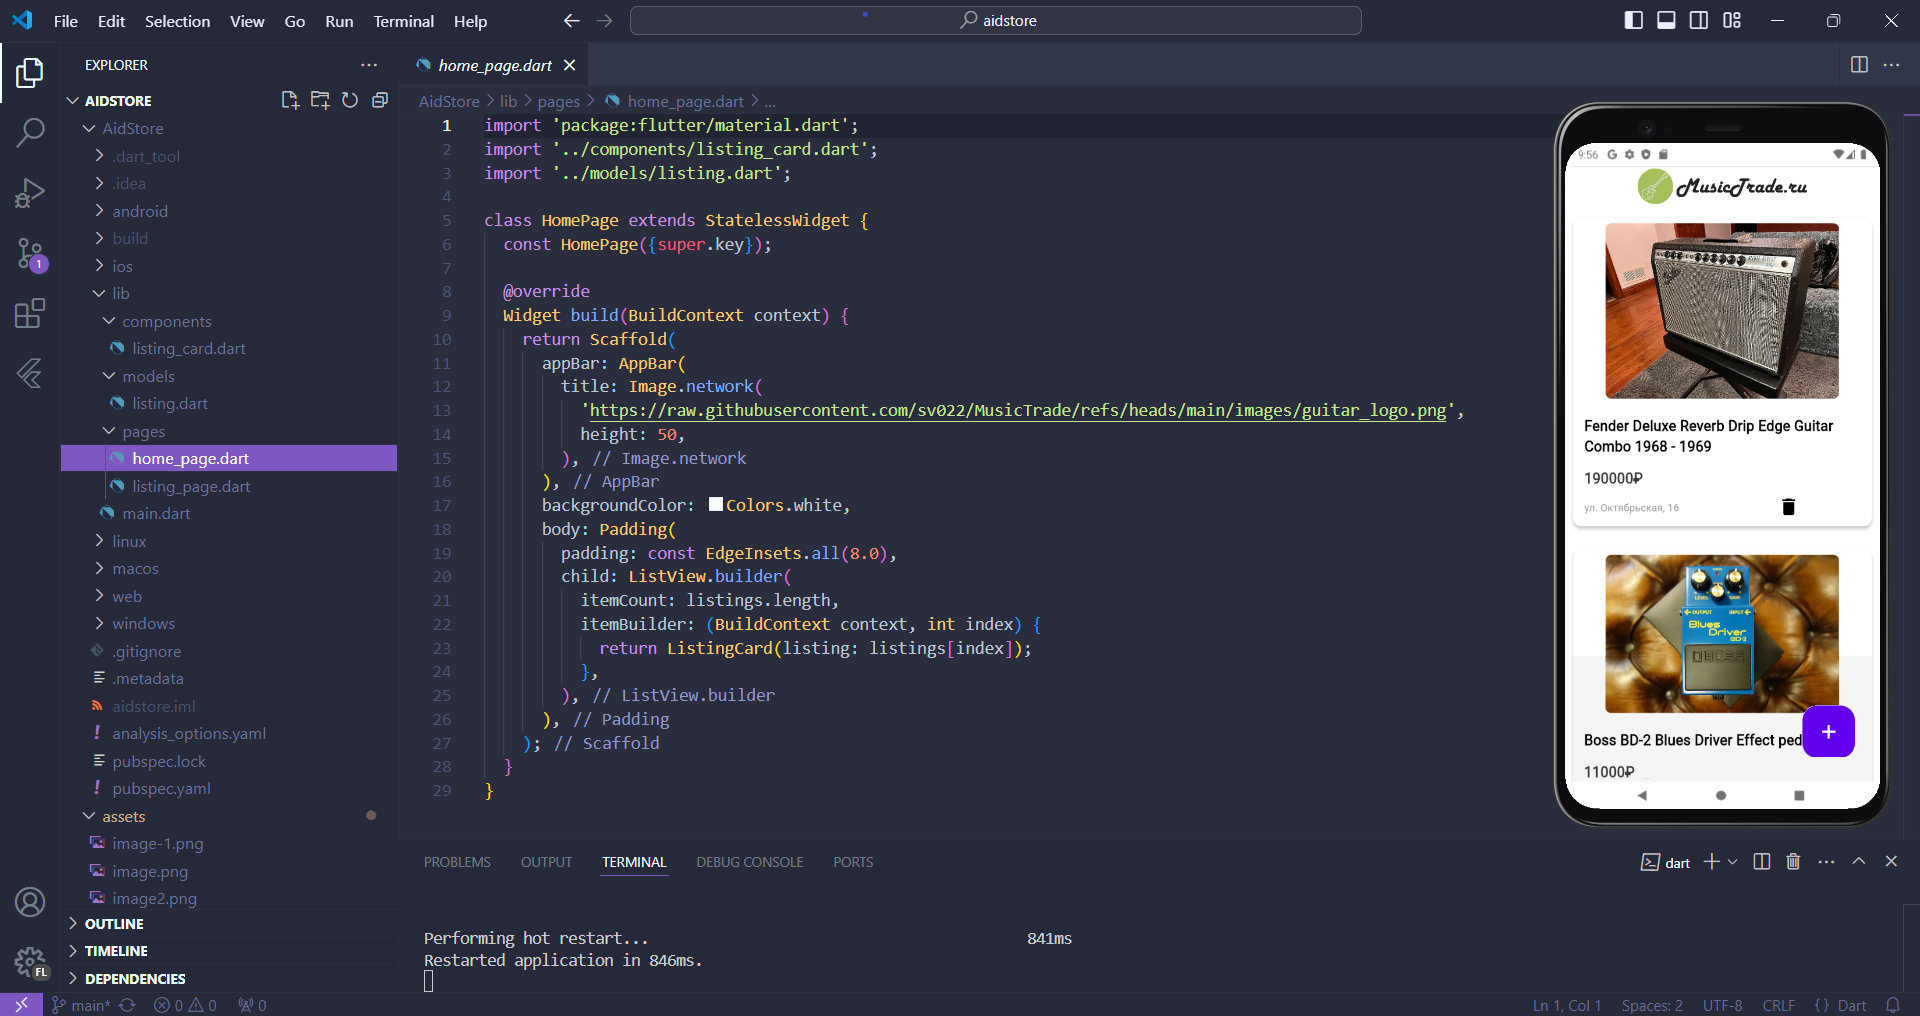 File Edit Selection View Go Run Terminal Help
aidstore
EXPLORER
AIDSTORE
AidStore
.dart_tool
.idea
android
build
ios
lib
components
listing_card.dart
models
listing.dart
pages
home_page.dart
listing_page.dart
main.dart
linux
macos
web
windows
.gitignore
.metadata
aidstore.iml
analysis_options.yaml
pubspec.lock
pubspec.yaml
assets
image-1.png
image.png
image2.png
OUTLINE
TIMELINE
DEPENDENCIES
1
FL
home_page.dart
AidStore > lib > pages > home_page.dart > ...
1 import 'package:flutter/material.dart';
2 import '../components/listing_card.dart';
3 import '../models/listing.dart';
4
5 class HomePage extends StatelessWidget {
6 const HomePage({super.key});
7
8 @override
9 Widget build(BuildContext context) {
10 return Scaffold(
11 appBar: AppBar(
12 title: Image.network(
13 'https://raw.githubusercontent.com/sv022/MusicTrade/refs/heads/main/images/guitar_logo.png',
14 height: 50,
15 ), // Image.network
16 ), // AppBar
17 backgroundColor: Colors.white,
18 body: Padding(
19 padding: const EdgeInsets.all(8.0),
20 child: ListView.builder(
21 itemCount: listings.length,
22 itemBuilder: (BuildContext context, int index) {
23 return ListingCard(listing: listings[index]);
24 },
25 ), // ListView.builder
26 ), // Padding
27 ); // Scaffold
28 }
29 }
9:56
MusicTrade.ru
Fender Deluxe Reverb Drip Edge Guitar
Combo 1968 - 1969
190000₽
ул. Октябрьская, 16
LEVEL GAIN
OUTPUT INPUT
Blues
Driver
BD-2
BOSS
Boss BD-2 Blues Driver Effect ped
+
11000₽
PROBLEMS OUTPUT TERMINAL DEBUG CONSOLE PORTS
dart
Performing hot restart... 841ms
Restarted application in 846ms.
main* 0 0 0
Ln 1, Col 1 Spaces: 2 UTF-8 CRLF {} Dart